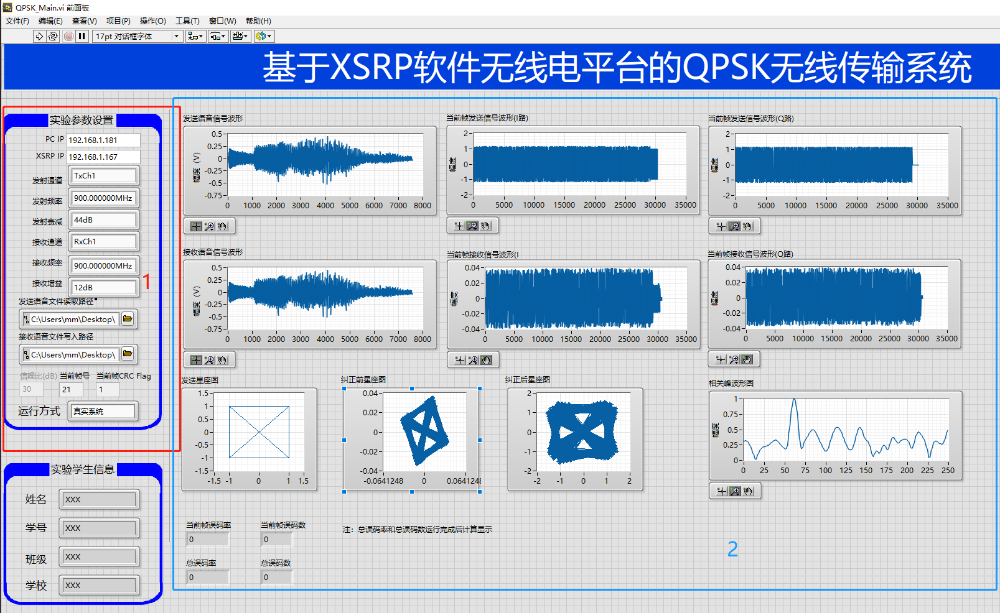 QPSK_Main.vi 前面板
文件(F) 编辑(E) 查看(V) 项目(P) 操作(O) 工具(T) 窗口(W) 帮助(H)
17pt 对话框字体
基于XSRP软件无线电平台的QPSK无线传输系统
实验参数设置
PC IP 192.168.1.181
XSRP IP 192.168.1.167
发射通道 TxCh1
发射频率 900.000000MHz
发射衰减 44dB
接收通道 RxCh1
接收频率 900.000000MHz
接收增益 12dB
1
发送语音文件读取路径
C:\Users\mm\Desktop\
接收语音文件写入路径
C:\Users\mm\Desktop\
信噪比(dB) 当前帧号 当前帧CRC Flag
30 21 1
运行方式 真实系统
实验学生信息
姓名 XXX
学号 XXX
班级 XXX
学校 XXX
发送语音信号波形
幅度 (V)
0.5
0.25
0
-0.25
-0.5
-0.75
0 1000 2000 3000 4000 5000 6000 7000 8000
当前帧发送信号波形(I路)
幅度
2
1
0
-1
-2
0 5000 10000 15000 20000 25000 30000 35000
当前帧发送信号波形(Q路)
幅度
2
1
0
-1
-2
0 5000 10000 15000 20000 25000 30000 35000
接收语音信号波形
幅度 (V)
0.5
0.25
0
-0.25
-0.5
-0.75
0 1000 2000 3000 4000 5000 6000 7000 8000
当前帧接收信号波形(I
幅度
0.04
0.02
0
-0.02
-0.04
0 5000 10000 15000 20000 25000 30000 35000
当前帧接收信号波形(Q路)
幅度
0.04
0.02
0
-0.02
-0.04
0 5000 10000 15000 20000 25000 30000 35000
发送星座图
1.5
1
0.5
0
-0.5
-1
-1.5
-1.5 -1 0 1 1.5
纠正前星座图
0.04
0.02
0
-0.02
-0.04
-0.0641248 0 0.0641248
纠正后星座图
2
1
0
-1
-2
-2 -1 0 1 2
相关峰波形图
幅度
1
0.75
0.5
0.25
0
0 25 50 75 100 125 150 175 200 225 250
当前帧误码率 当前帧误码数
0 0
注：总误码率和总误码数运行完成后计算显示
总误码率 总误码数
0 0
2